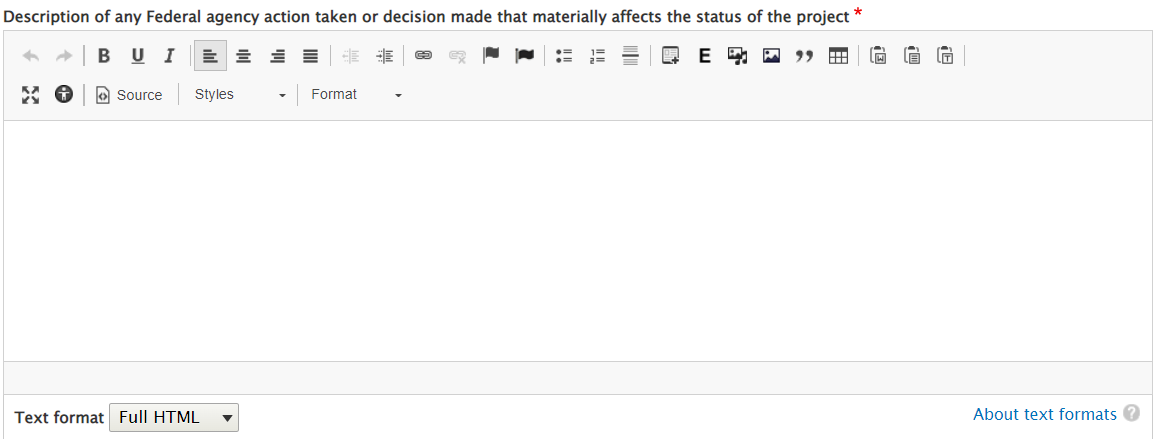 Description of any Federal agency action taken or decision made that materially affects the status of the project *
B U I E
Source Styles Format
Text format Full HTML About text formats ?